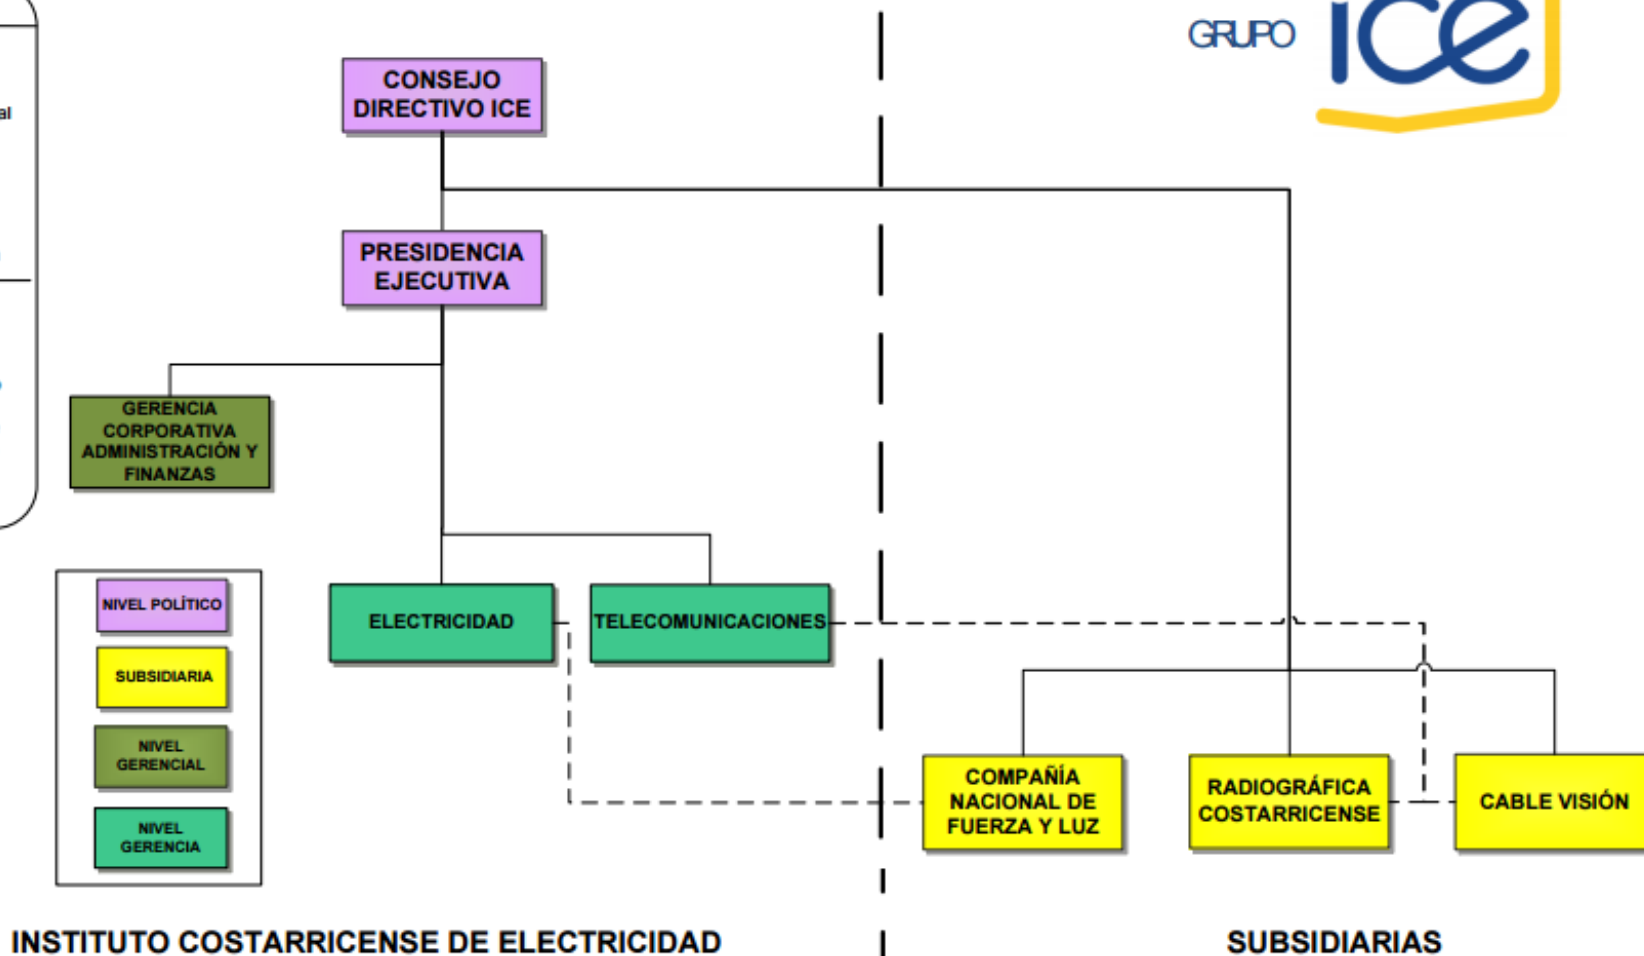 GRUPO
ice
al
CONSEJO
DIRECTIVO ICE
PRESIDENCIA
EJECUTIVA
GERENCIA
CORPORATIVA
ADMINISTRACIÓN Y
FINANZAS
ELECTRICIDAD
TELECOMUNICACIONES
NIVEL POLÍTICO
SUBSIDIARIA
NIVEL
GERENCIAL
NIVEL
GERENCIA
COMPAÑÍA
NACIONAL DE
FUERZA Y LUZ
RADIOGRÁFICA
COSTARRICENSE
CABLE VISIÓN
INSTITUTO COSTARRICENSE DE ELECTRICIDAD
SUBSIDIARIAS